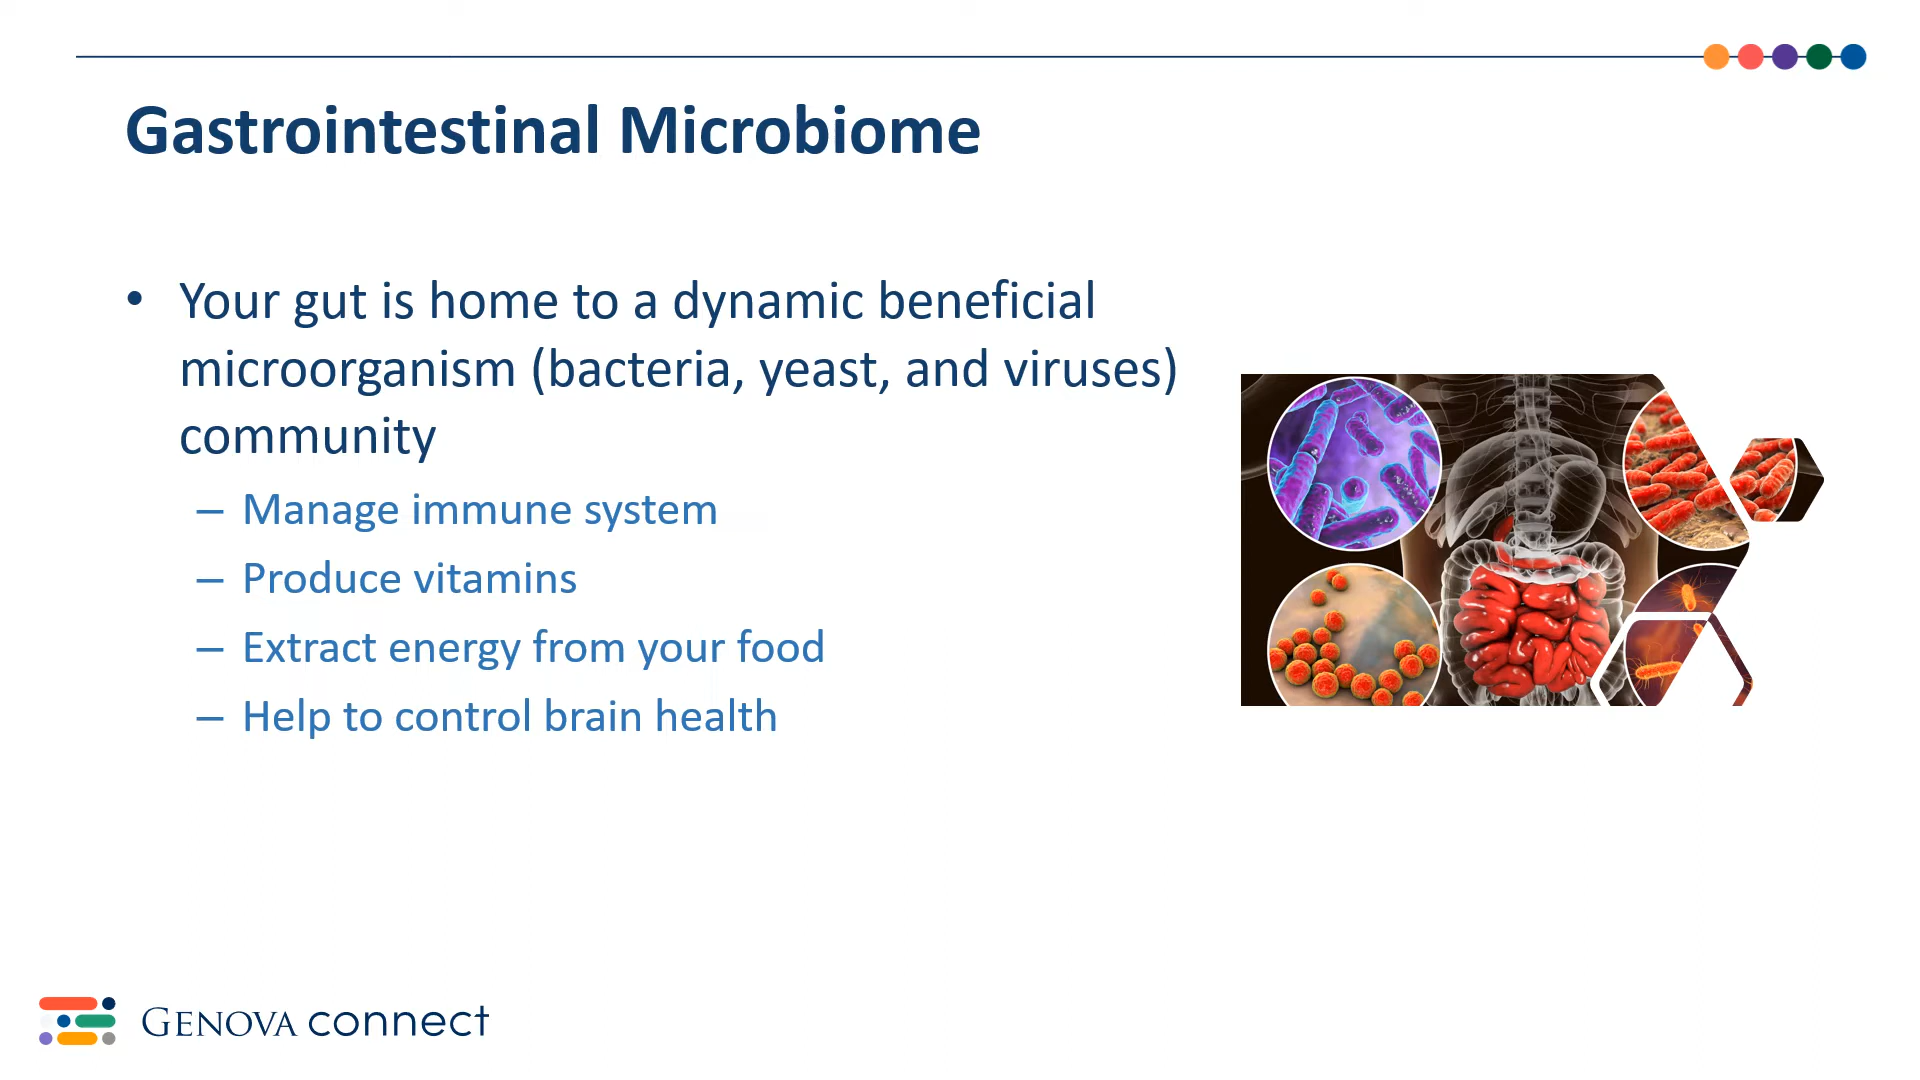 Gastrointestinal Microbiome
• Your gut is home to a dynamic beneficial
microorganism (bacteria, yeast, and viruses)
community
– Manage immune system
– Produce vitamins
– Extract energy from your food
– Help to control brain health
GENOVA connect